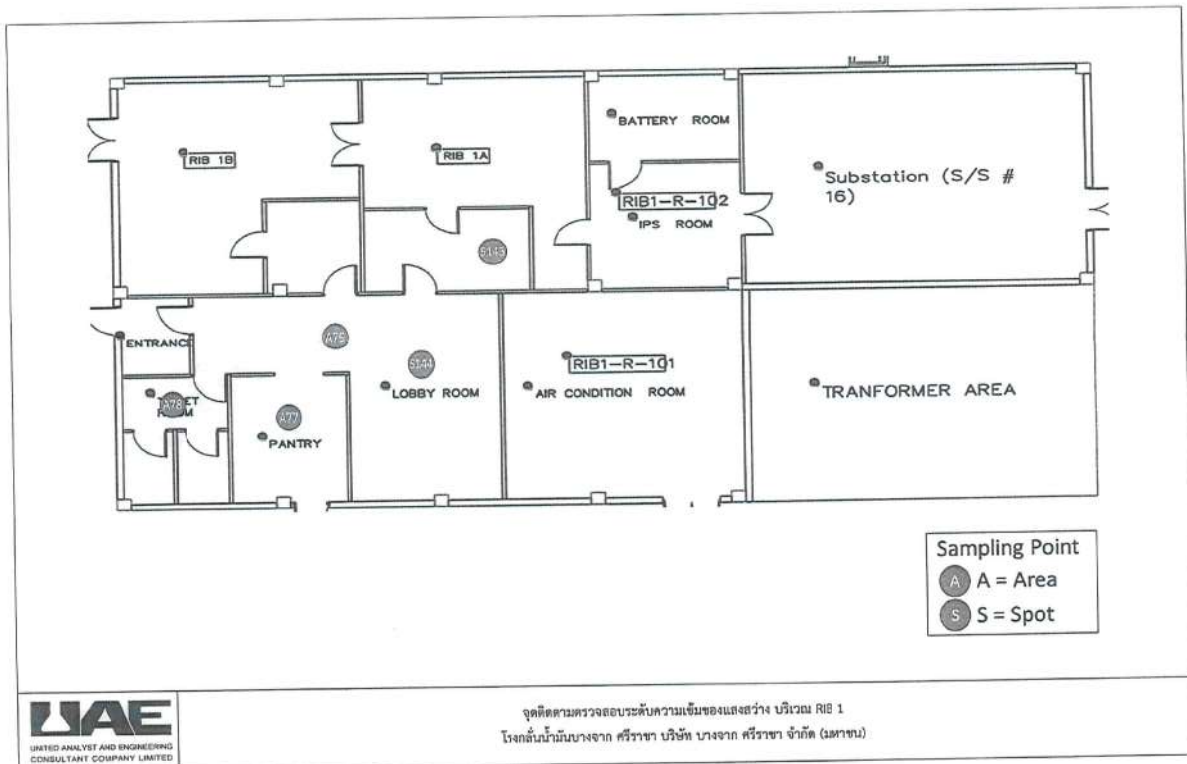 BATTERY ROOM
RIB 1B
RIB 1A
Substation (S/S #
16)
RIB1-R-102
IPS ROOM
S143
ENTRANCE
A75
S144
RIB1-R-101
LOBBY ROOM
AIR CONDITION ROOM
TRANFORMER AREA
A78
ROOM
A77
PANTRY
Sampling Point
A A = Area
S S = Spot
UAE
UNITED ANALYST AND ENGINEERING
CONSULTANT COMPANY LIMITED
จุดติดตามตรวจสอบระดับความเข้มของแสงสว่าง บริเวณ RIB 1
โรงกลั่นน้ำมันบางจาก ศรีราชา บริษัท บางจาก ศรีราชา จำกัด (มหาชน)